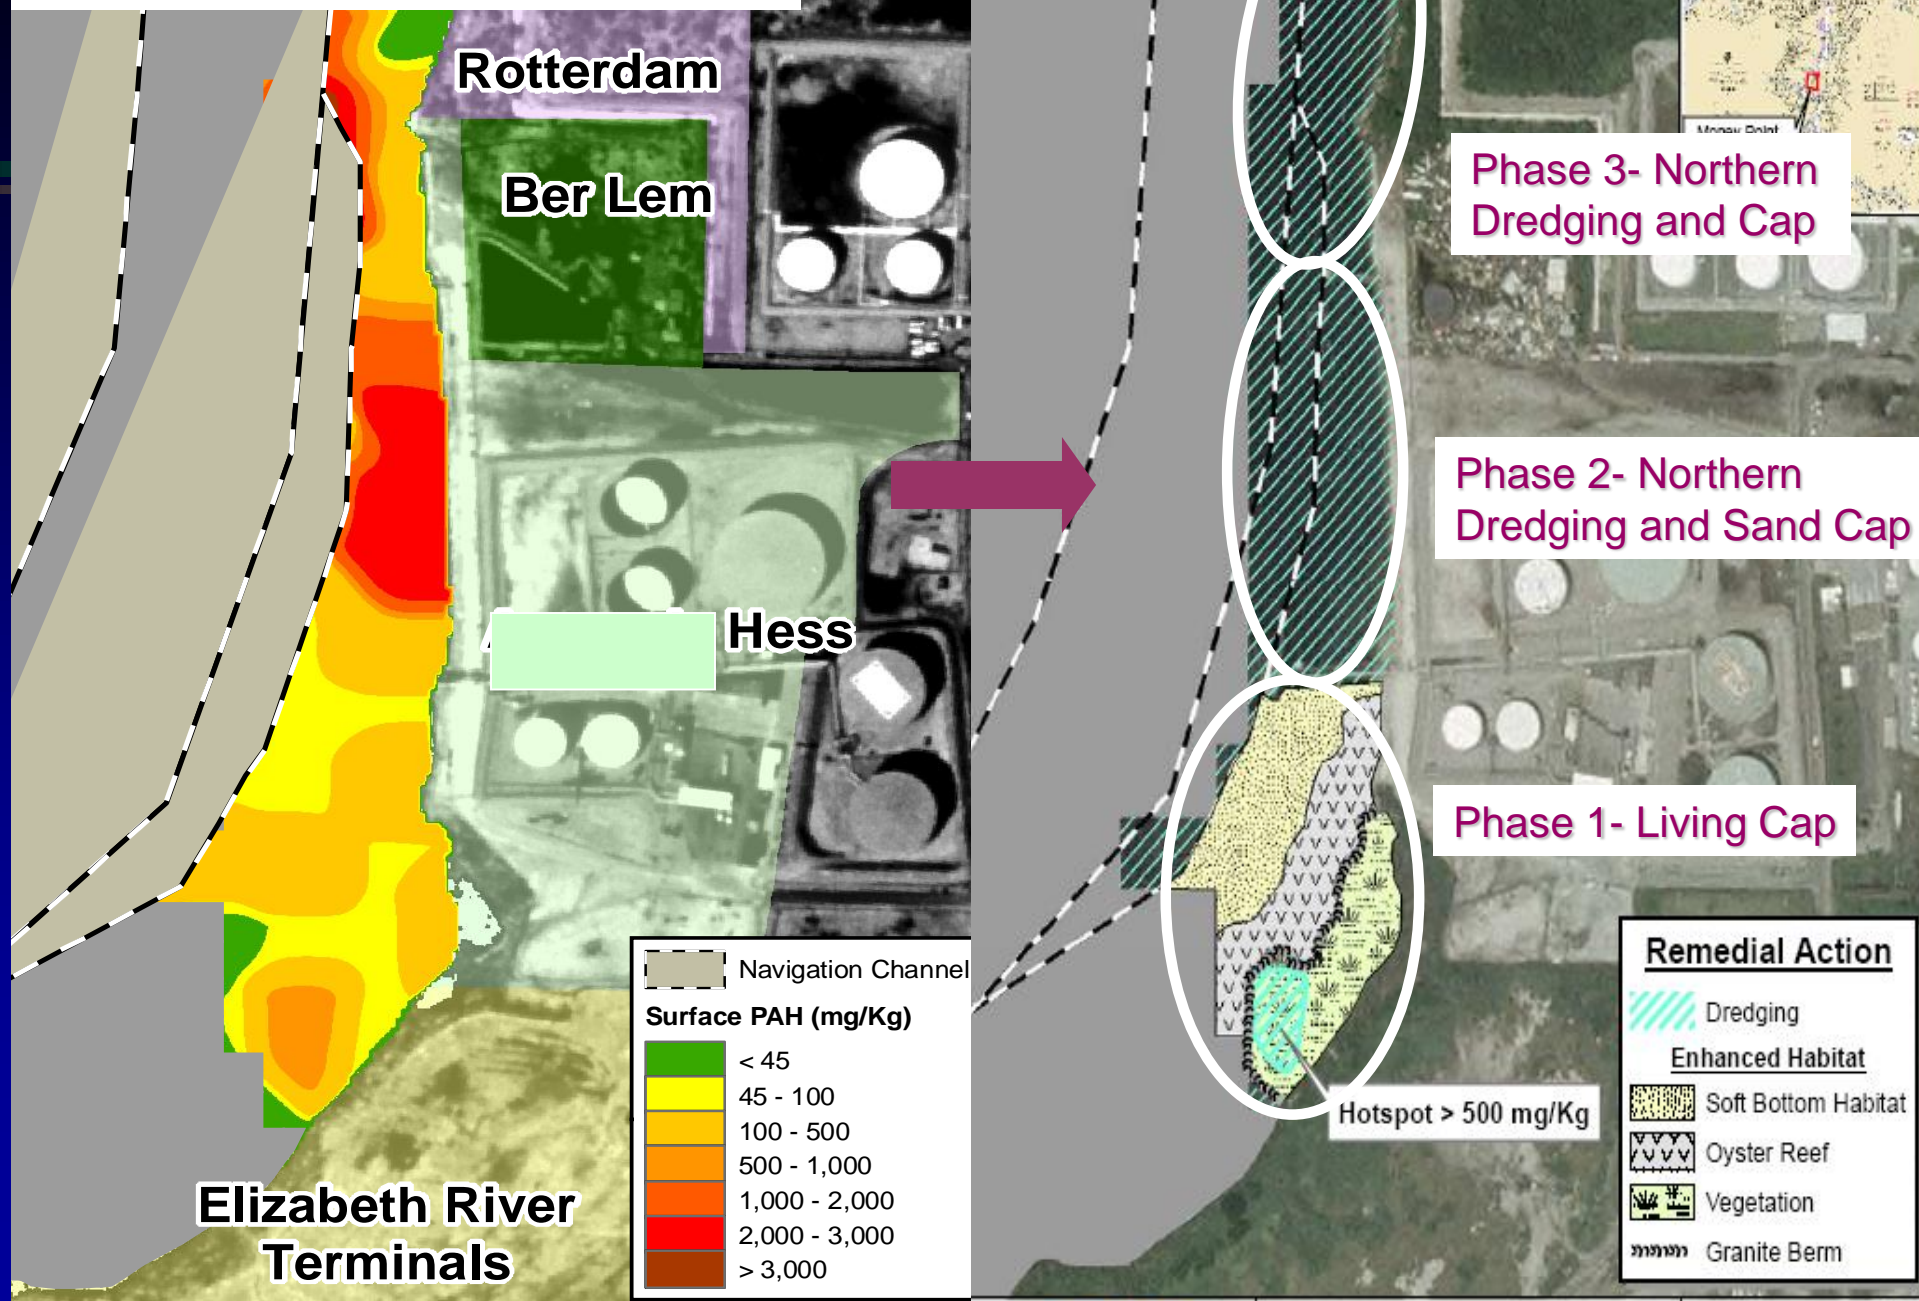 Rotterdam
Ber Lem
Hess
Elizabeth River
Terminals
Navigation Channel
Surface PAH (mg/Kg)
< 45
45 - 100
100 - 500
500 - 1,000
1,000 - 2,000
2,000 - 3,000
> 3,000
Money Point
Phase 3- Northern
Dredging and Cap
Phase 2- Northern
Dredging and Sand Cap
Phase 1- Living Cap
Hotspot > 500 mg/Kg
Remedial Action
Dredging
Enhanced Habitat
Soft Bottom Habitat
Oyster Reef
Vegetation
Granite Berm